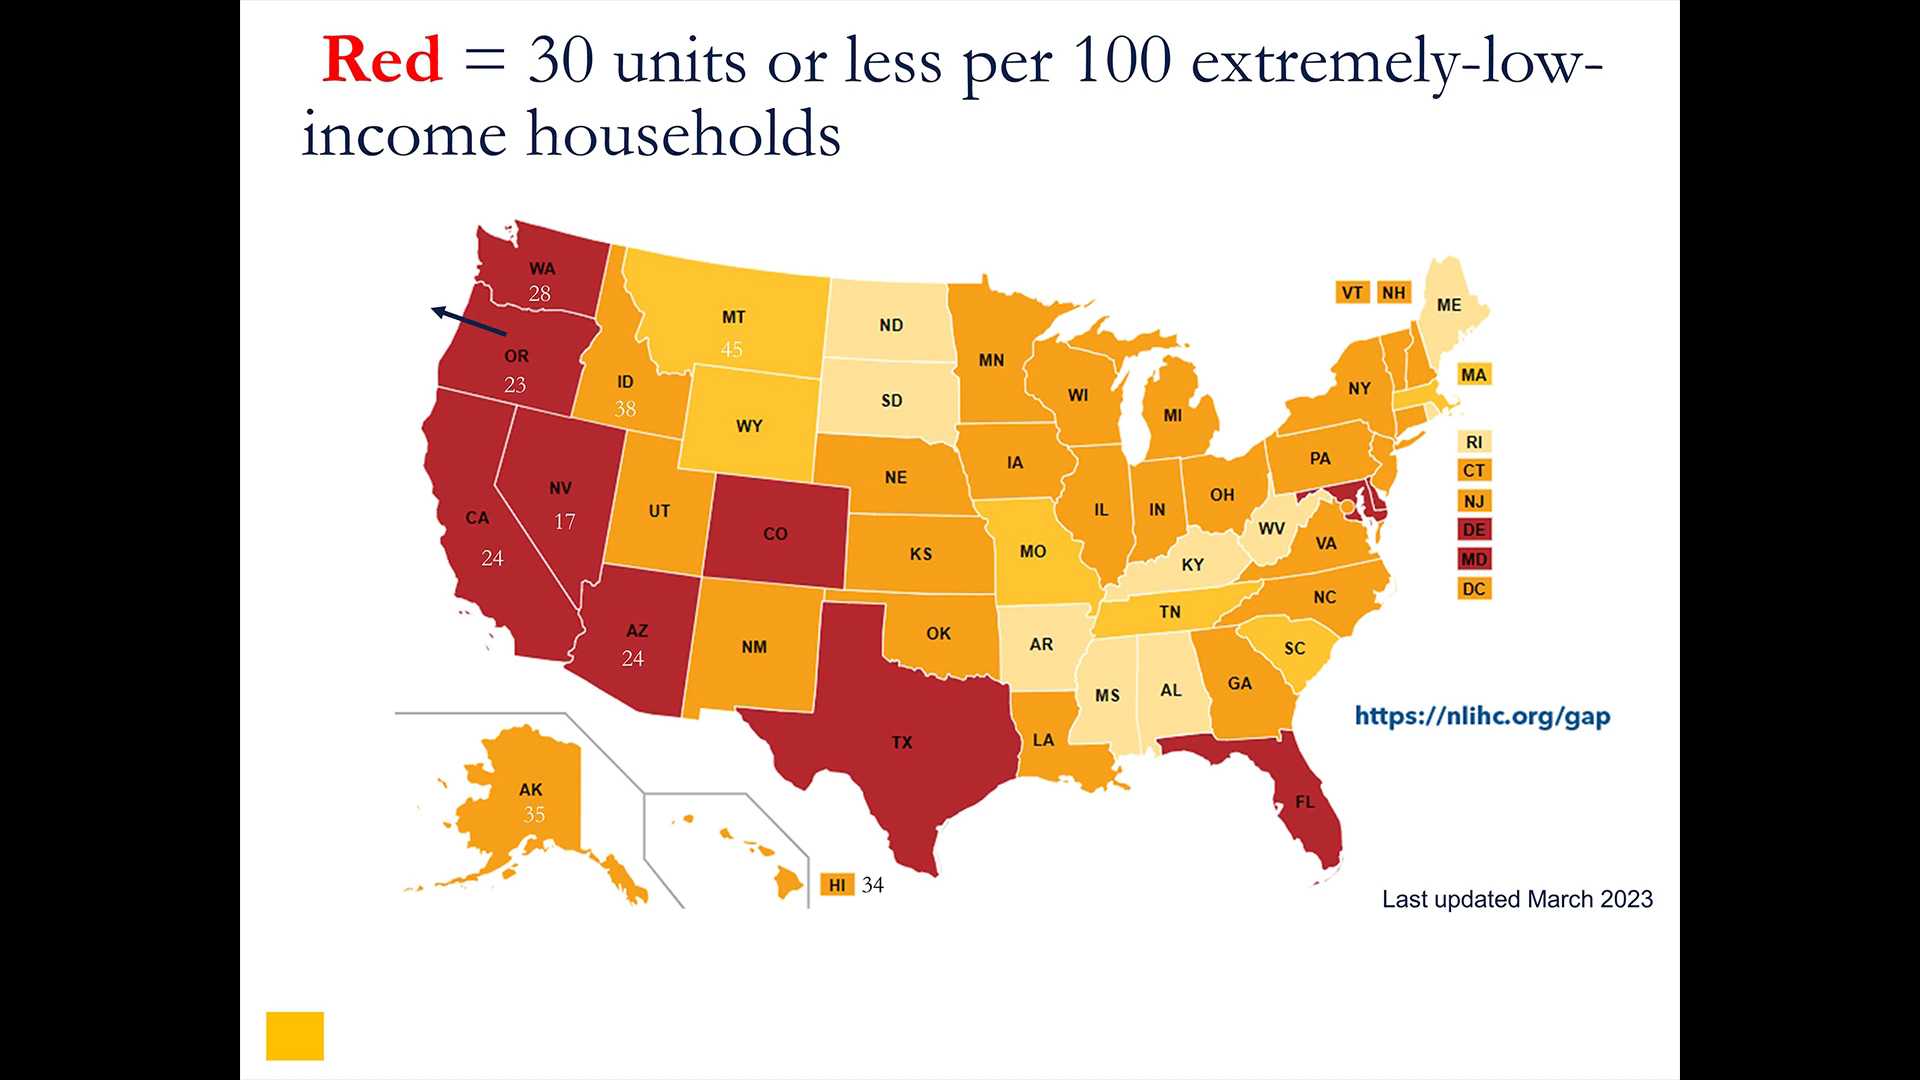 Red = 30 units or less per 100 extremely-low-
income households
WA
28
OR
23
ID
38
MT
45
WY
ND
SD
NE
KS
MN
IA
MO
WI
IL
MI
IN
OH
KY
WV
VA
PA
NY
VT
NH
ME
MA
RI
CT
NJ
DE
MD
DC
CA
24
NV
17
UT
CO
AZ
24
NM
OK
TX
AR
LA
MS
AL
TN
NC
SC
GA
FL
AK
35
HI 34
https://nlihc.org/gap
Last updated March 2023